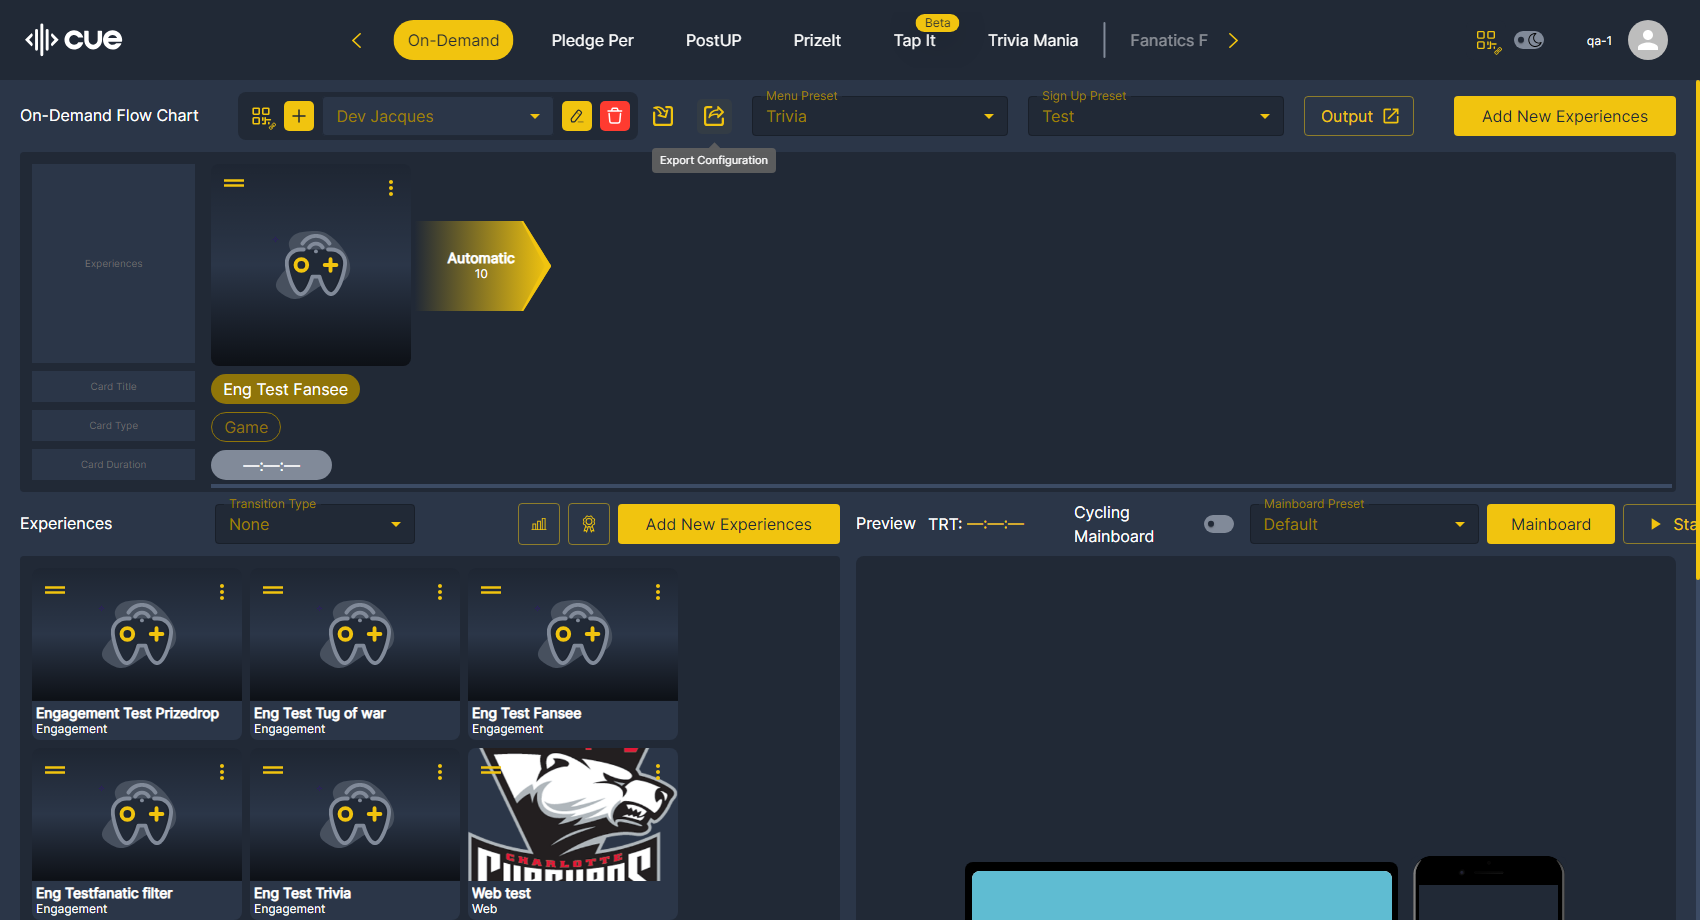 cue
On-Demand
Pledge Per
PostUP
PrizeIt
Beta
Tap It
Trivia Mania
Fanatics F
qa-1
On-Demand Flow Chart
Dev Jacques
Menu Preset
Trivia
Sign Up Preset
Test
Output
Add New Experiences
Export Configuration
Experiences
Automatic
10
Card Title
Eng Test Fansee
Card Type
Game
Card Duration
—:—:—
Experiences
Transition Type
None
Add New Experiences
Preview
TRT: —:—:—
Cycling
Mainboard
Mainboard Preset
Default
Mainboard
Sta
Engagement Test Prizedrop
Engagement
Eng Test Tug of war
Engagement
Eng Test Fansee
Engagement
CHARLOTTE
Eng Testfanatic filter
Engagement
Eng Test Trivia
Engagement
Web test
Web